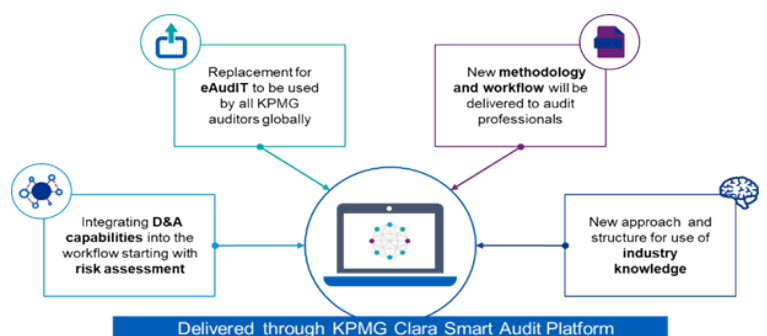 Replacement for
eAudIT to be used
by all KPMG
auditors globally
New methodology
and workflow will be
delivered to audit
professionals
Integrating D&A
capabilities into the
workflow starting with
risk assessment
New approach and
structure for use of
industry
knowledge
Delivered through KPMG Clara Smart Audit Platform